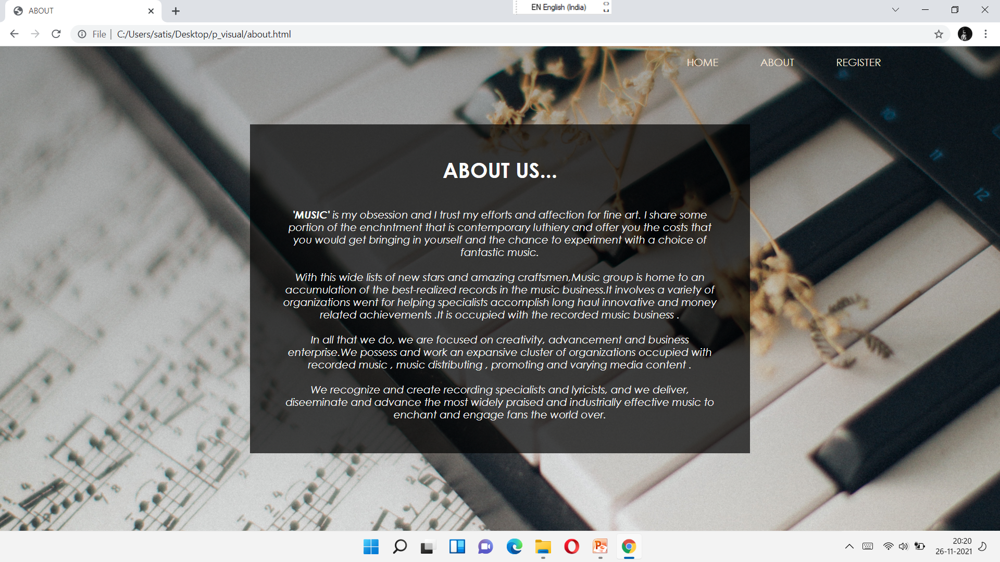 ABOUT
EN English (India)
File
C:/Users/satis/Desktop/p_visual/about.html
HOME ABOUT REGISTER
ABOUT US...
'MUSIC' is my obsession and I trust my efforts and affection for fine art. I share some
portion of the enchntment that is contemporary luthiery and offer you the costs that
you would get bringing in yourself and the chance to experiment with a choice of
fantastic music.
With this wide lists of new stars and amazing craftsmen,Music group is home to an
accumulation of the best-realized records in the music business.It involves a variety of
organizations went for helping specialists accomplish long haul innovative and money
related achievements .It is occupied with the recorded music business .
In all that we do, we are focused on creativity, advancement and business
enterprise.We possess and work an expansive cluster of organizations occupied with
recorded music , music distributing , promoting and varying media content .
We recognize and create recording specialists and lyricists, and we deliver,
diseeminate and advance the most widely praised and industrially effective music to
enchant and engage fans the world over.
10
11
12
20:20
26-11-2021